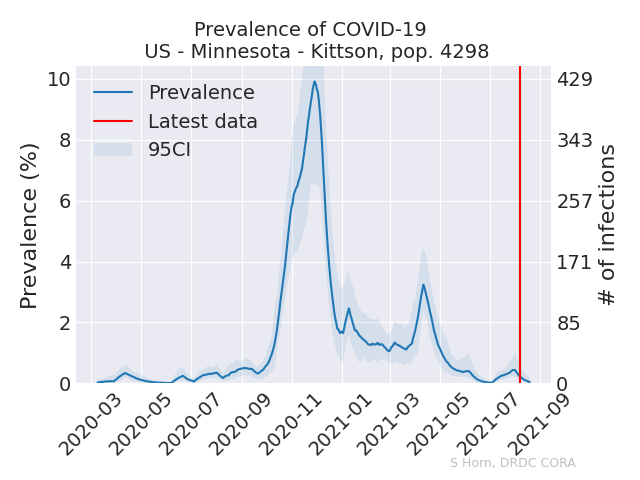 Prevalence of COVID-19
US - Minnesota - Kittson, pop. 4298
Prevalence
Latest data
95CI
Prevalence (%)
10
8
6
4
2
0
429
343
257
171
85
0
# of infections
2020-03
2020-05
2020-07
2020-09
2020-11
2021-01
2021-03
2021-05
2021-07
2021-09
S Horn, DRDC CORA